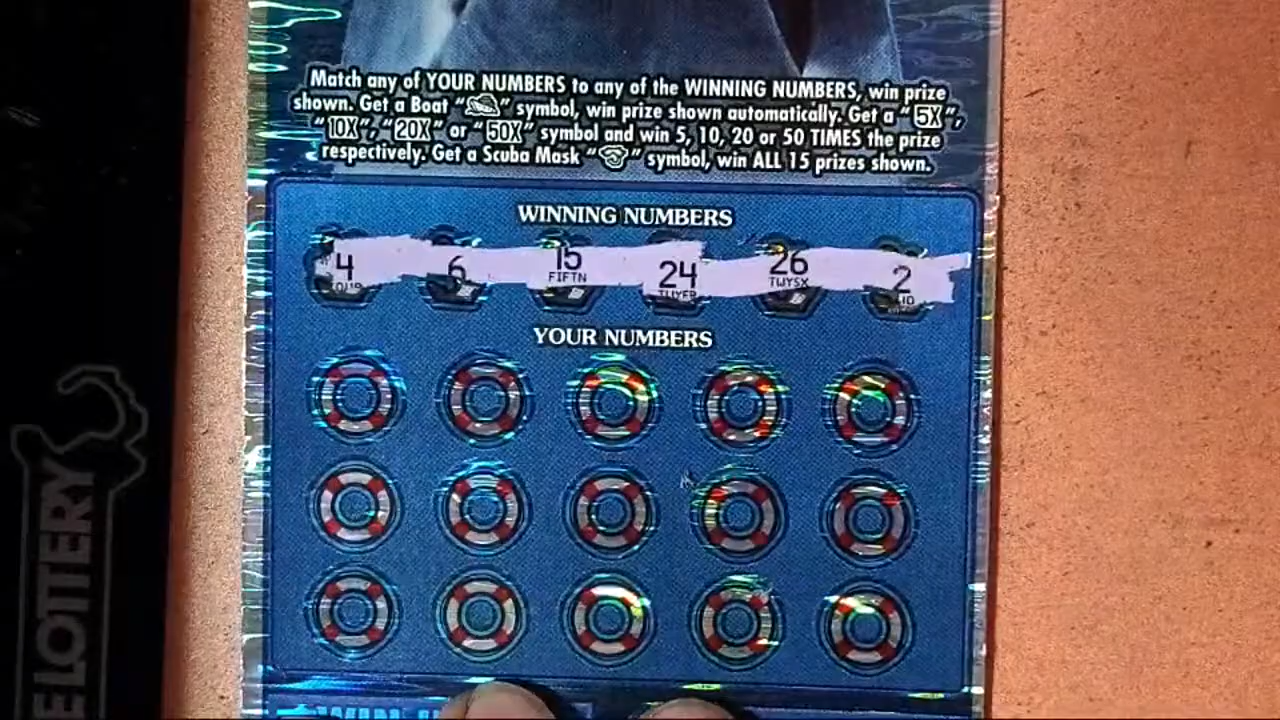 Match any of YOUR NUMBERS to any of the WINNING NUMBERS, win prize
shown. Get a Boat “ ” symbol, win prize shown automatically. Get a “5X”,
“10X”, “20X” or “50X” symbol and win 5, 10, 20 or 50 TIMES the prize
respectively. Get a Scuba Mask “ ” symbol, win ALL 15 prizes shown.
WINNING NUMBERS
4 6 15 24 26 2
FIFTN TWYSX
YOUR NUMBERS
LOTTERY